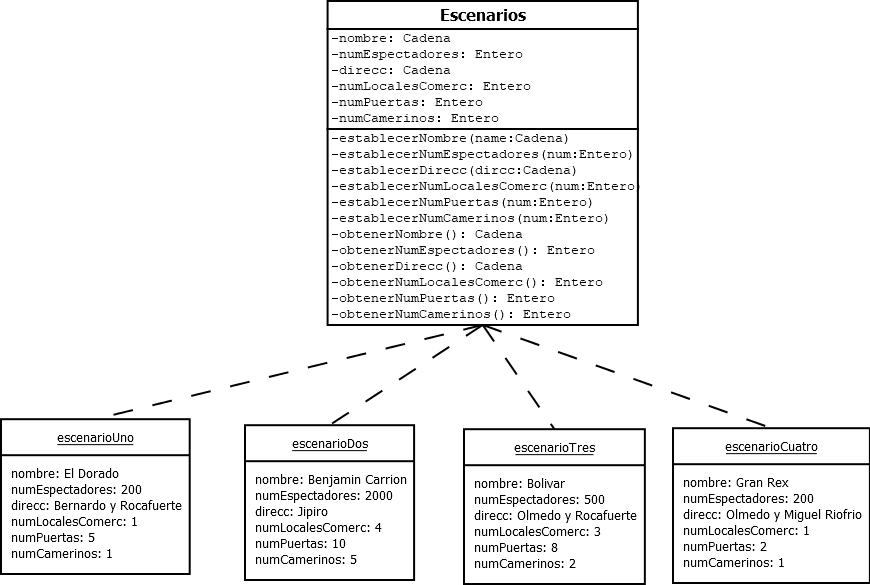 Escenarios
-nombre: Cadena
-numEspectadores: Entero
-direcc: Cadena
-numLocalesComerc: Entero
-numPuertas: Entero
-numCamerinos: Entero
-establecerNombre(name:Cadena)
-establecerNumEspectadores(num:Entero)
-establecerDirecc(dircc:Cadena)
-establecerNumLocalesComerc(num:Entero)
-establecerNumPuertas(num:Entero)
-establecerNumCamerinos(num:Entero)
-obtenerNombre(): Cadena
-obtenerNumEspectadores(): Entero
-obtenerDirecc(): Cadena
-obtenerNumLocalesComerc(): Entero
-obtenerNumPuertas(): Entero
-obtenerNumCamerinos(): Entero
escenarioUno
nombre: El Dorado
numEspectadores: 200
direcc: Bernardo y Rocafuerte
numLocalesComerc: 1
numPuertas: 5
numCamerinos: 1
escenarioDos
nombre: Benjamin Carrion
numEspectadores: 2000
direcc: Jipiro
numLocalesComerc: 4
numPuertas: 10
numCamerinos: 5
escenarioTres
nombre: Bolivar
numEspectadores: 500
direcc: Olmedo y Rocafuerte
numLocalesComerc: 3
numPuertas: 8
numCamerinos: 2
escenarioCuatro
nombre: Gran Rex
numEspectadores: 200
direcc: Olmedo y Miguel Riofrio
numLocalesComerc: 1
numPuertas: 2
numCamerinos: 1